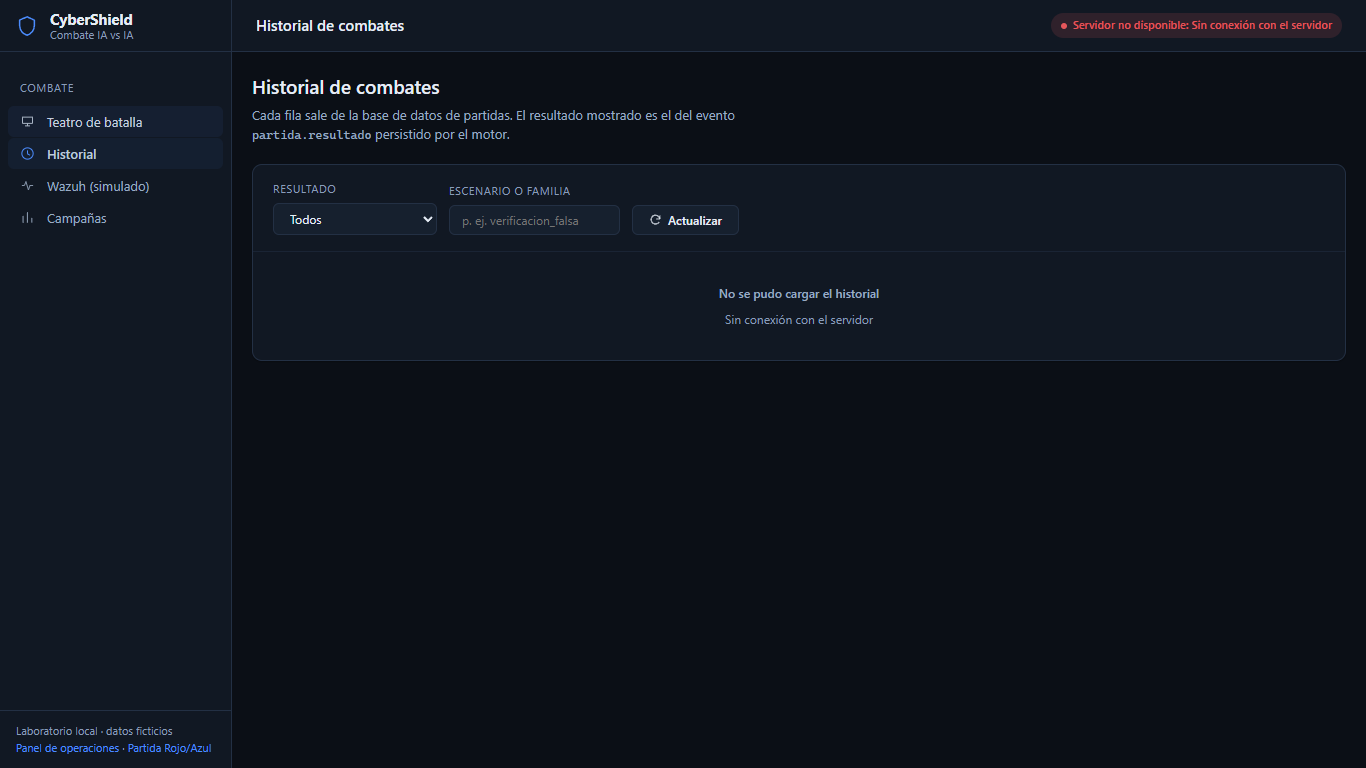 CyberShield
Combate IA vs IA
Historial de combates
Servidor no disponible: Sin conexión con el servidor
COMBATE
Teatro de batalla
Historial
Wazuh (simulado)
Campañas
Historial de combates
Cada fila sale de la base de datos de partidas. El resultado mostrado es el del evento
partida.resultado persistido por el motor.
RESULTADO
Todos
ESCENARIO O FAMILIA
p. ej. verificacion_falsa
Actualizar
No se pudo cargar el historial
Sin conexión con el servidor
Laboratorio local · datos ficticios
Panel de operaciones · Partida Rojo/Azul